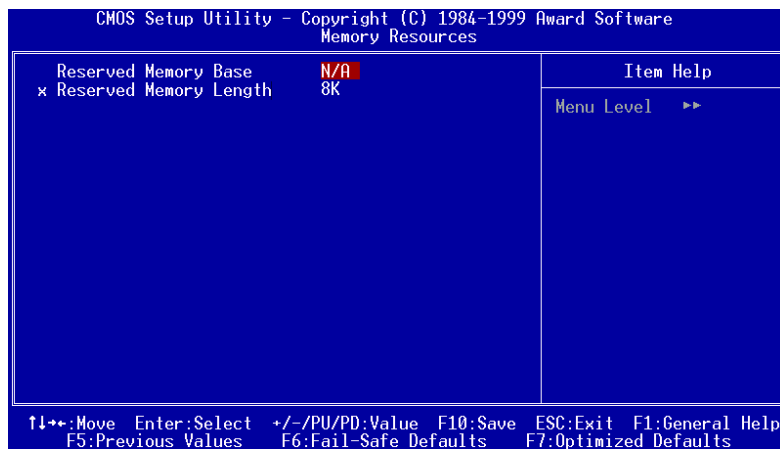 CMOS Setup Utility – Copyright (C) 1984-1999 Award Software
Memory Resources
Reserved Memory Base N/A
x Reserved Memory Length 8K
Item Help
Menu Level ►►
↑↓→←:Move Enter:Select +/-/PU/PD:Value F10:Save ESC:Exit F1:General Help
F5:Previous Values F6:Fail-Safe Defaults F7:Optimized Defaults